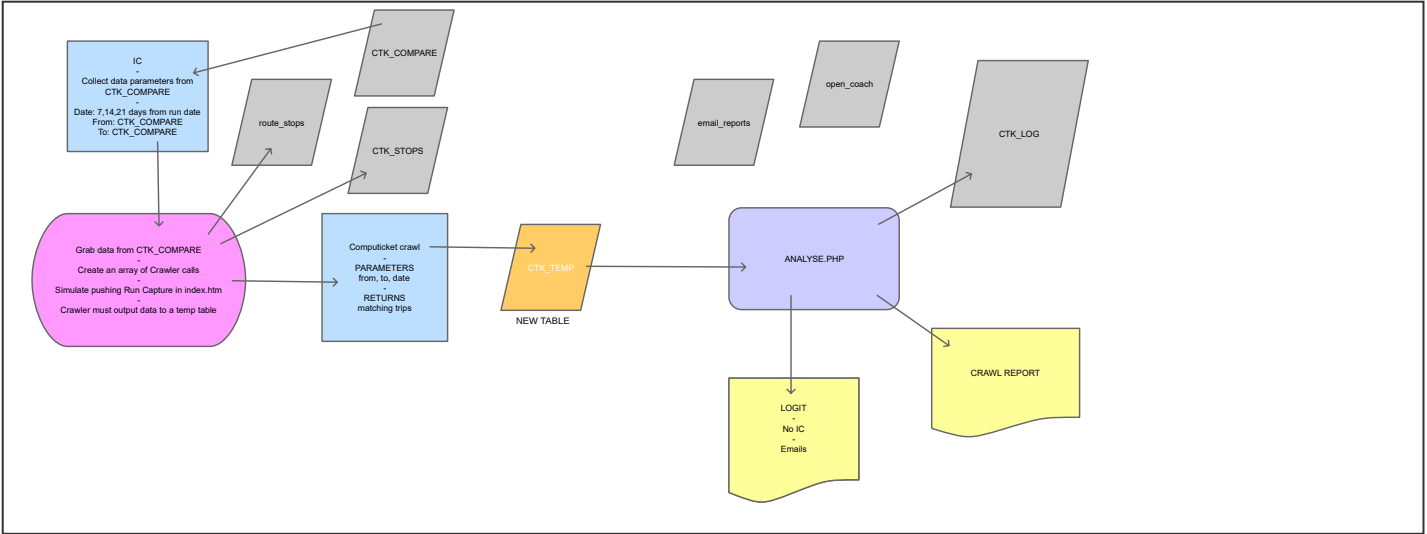 IC
-
Collect data parameters from
CTK_COMPARE
-
Date: 7,14,21 days from run date
From: CTK_COMPARE
To: CTK_COMPARE
CTK_COMPARE
route_stops
CTK_STOPS
email_reports
open_coach
CTK_LOG
Grab data from CTK_COMPARE
-
Create an array of Crawler calls
-
Simulate pushing Run Capture in index.htm
-
Crawler must output data to a temp table
Computicket crawl
-
PARAMETERS
from, to, date
-
RETURNS
matching trips
CTK_TEMP
NEW TABLE
ANALYSE.PHP
LOGIT
-
No IC
-
Emails
CRAWL REPORT